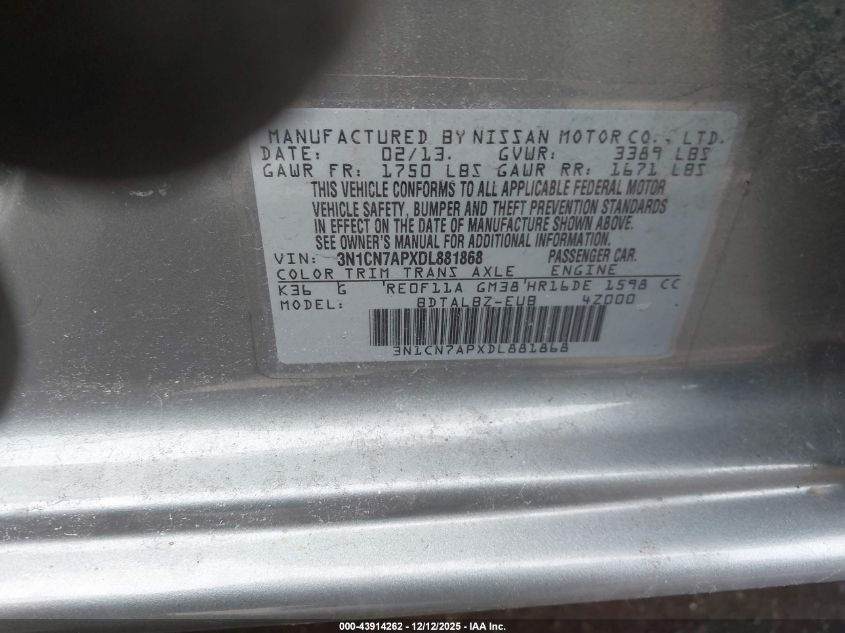 MANUFACTURED BY NISSAN MOTOR CO., LTD.
DATE: 02/13. GVWR: 3389 LBS
GAWR FR: 1750 LBS GAWR RR: 1671 LBS
THIS VEHICLE CONFORMS TO ALL APPLICABLE FEDERAL MOTOR
VEHICLE SAFETY, BUMPER AND THEFT PREVENTION STANDARDS
IN EFFECT ON THE DATE OF MANUFACTURE SHOWN ABOVE.
SEE OWNER'S MANUAL FOR ADDITIONAL INFORMATION.
VIN: 3N1CN7APXDL881868 PASSENGER CAR.
COLOR TRIM TRANS AXLE ENGINE
K36 G RE0F11A GM38 HR16DE 1598 CC
MODEL: BDTALBZ-EUB 4Z000
3N1CN7APXDL881868
000-43914262 - 12/12/2025 - IAA Inc.